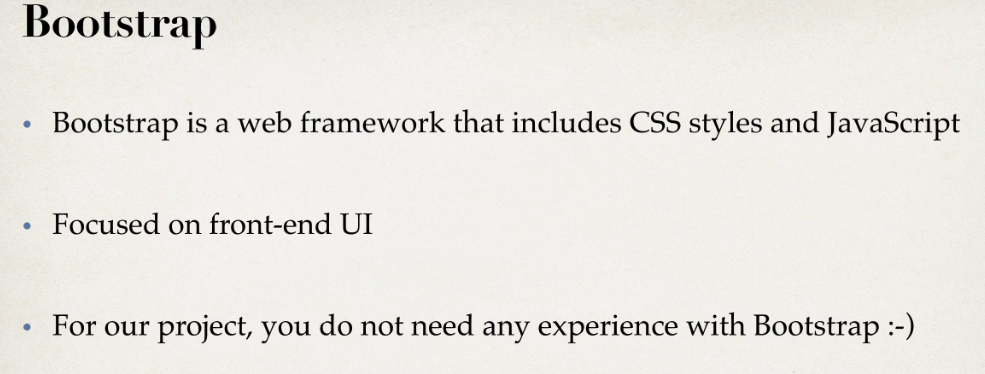 Bootstrap
• Bootstrap is a web framework that includes CSS styles and JavaScript
• Focused on front-end UI
• For our project, you do not need any experience with Bootstrap :-)